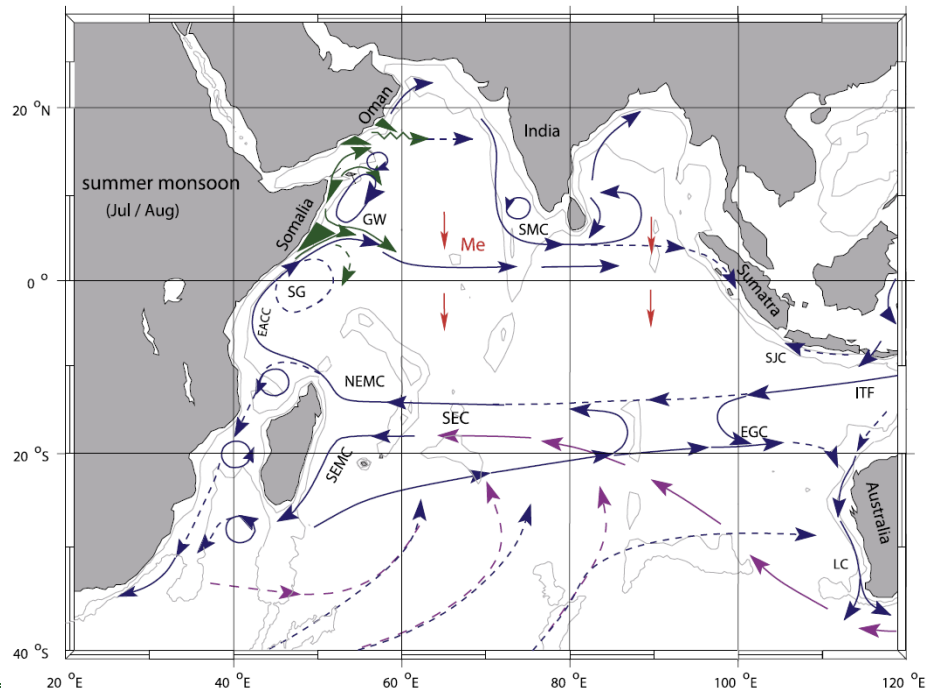 20 °N
0 °
20 °S
40 °S
20 °E
40 °E
60 °E
80 °E
100 °E
120 °E
summer monsoon
(Jul / Aug)
Oman
India
Somalia
GW
SMC
Me
SG
EACC
Sumatra
SJC
NEMC
ITF
SEC
EGC
SEMC
Australia
LC